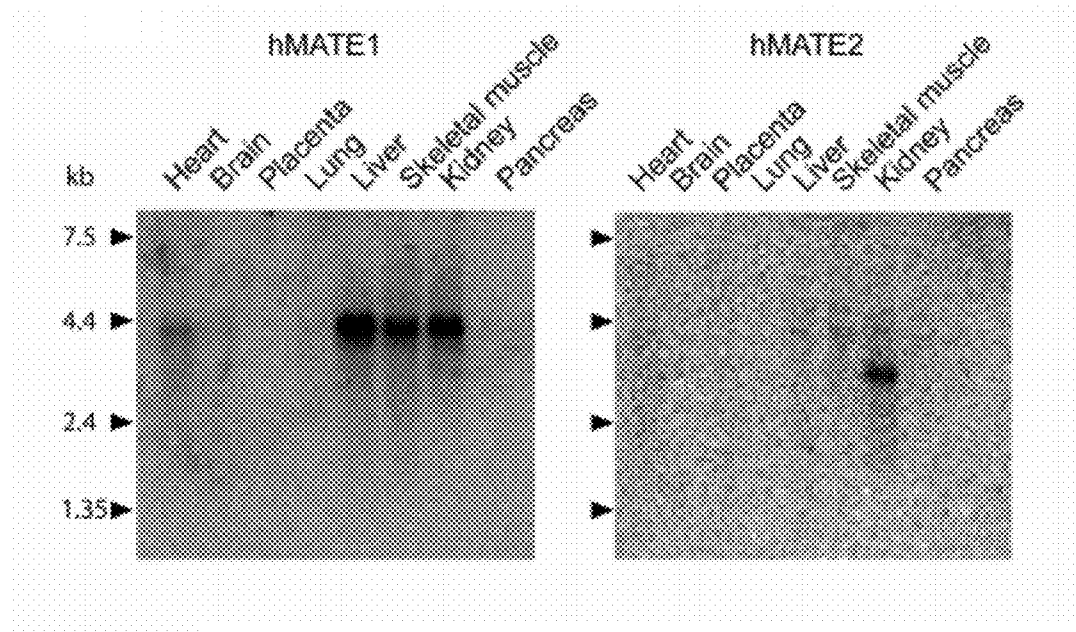 hMATE1
hMATE2
Heart
Brain
Placenta
Lung
Liver
Skeletal muscle
Kidney
Pancreas
Heart
Brain
Placenta
Lung
Liver
Skeletal muscle
Kidney
Pancreas
kb
7.5
4.4
2.4
1.35